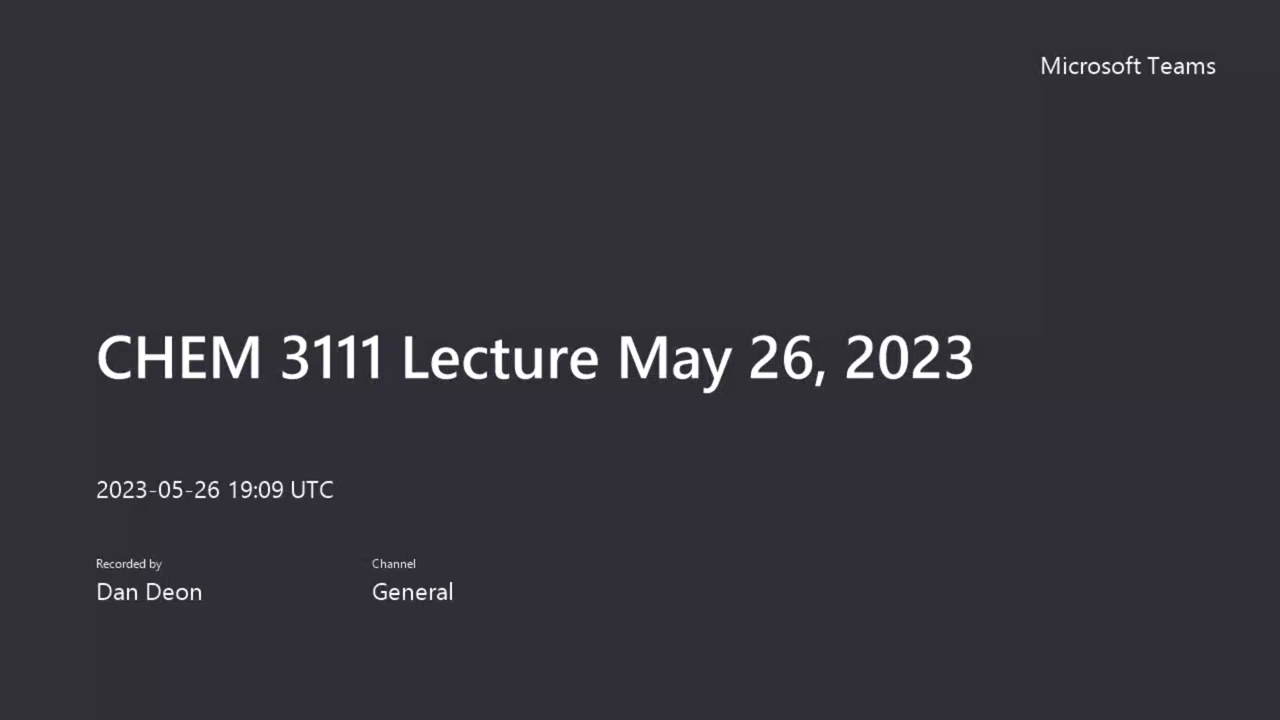 Microsoft Teams
CHEM 3111 Lecture May 26, 2023
2023-05-26 19:09 UTC
Recorded by
Channel
Dan Deon
General